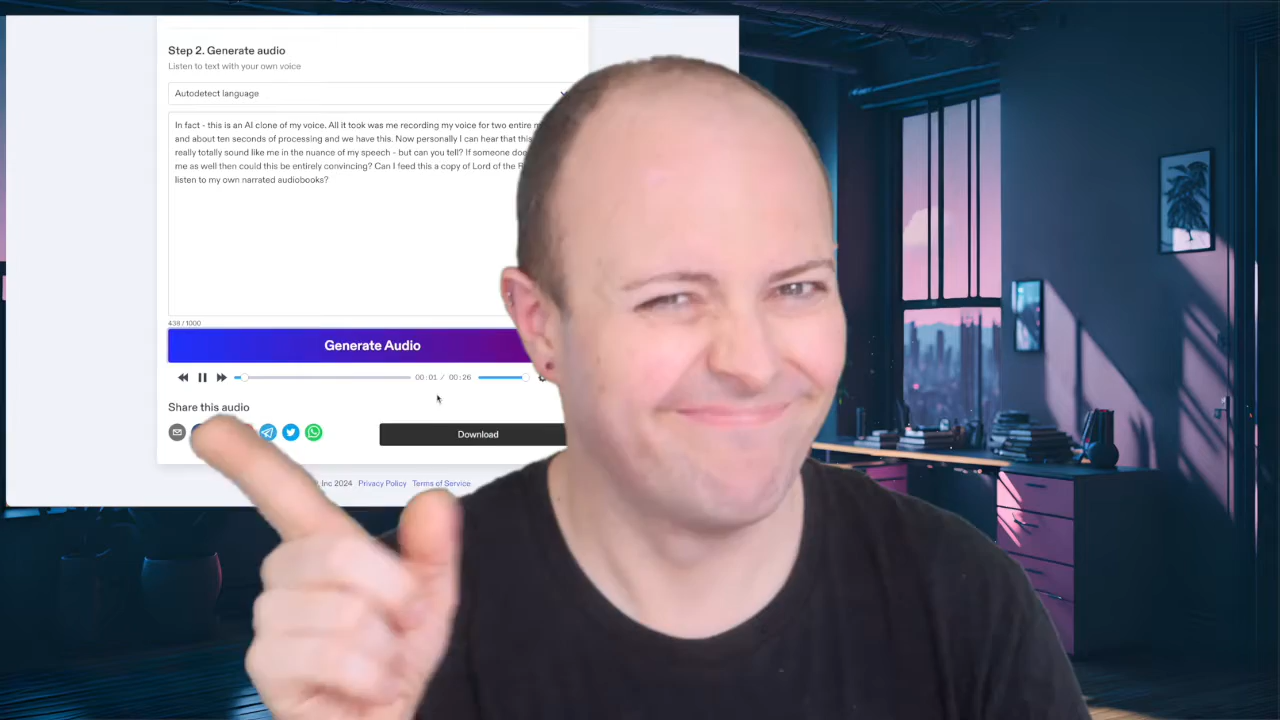 Step 2. Generate audio
Listen to text with your own voice
Autodetect language
In fact - this is an AI clone of my voice. All it took was me recording my voice for two entire
and about ten seconds of processing and we have this. Now personally I can hear that this
really totally sound like me in the nuance of my speech - but can you tell? If someone
me as well then could this be entirely convincing? Can I feed this a copy of Lord of the
listen to my own narrated audiobooks?
438 / 1000
Generate Audio
00:01 / 00:26
Share this audio
Download
Inc 2024 Privacy Policy Terms of Service